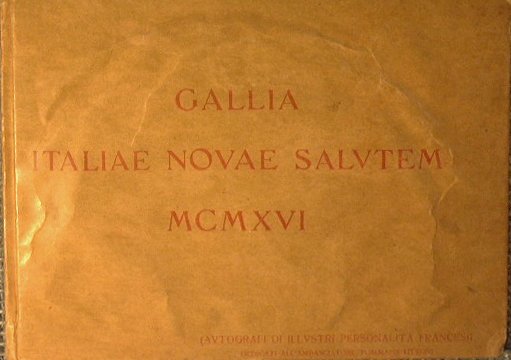 GALLIA
ITALIAE NOVAE SALVTEM
MCMXVI
(AVTOGRAFI DI ILLVSTRI PERSONALITÀ FRANCESI,